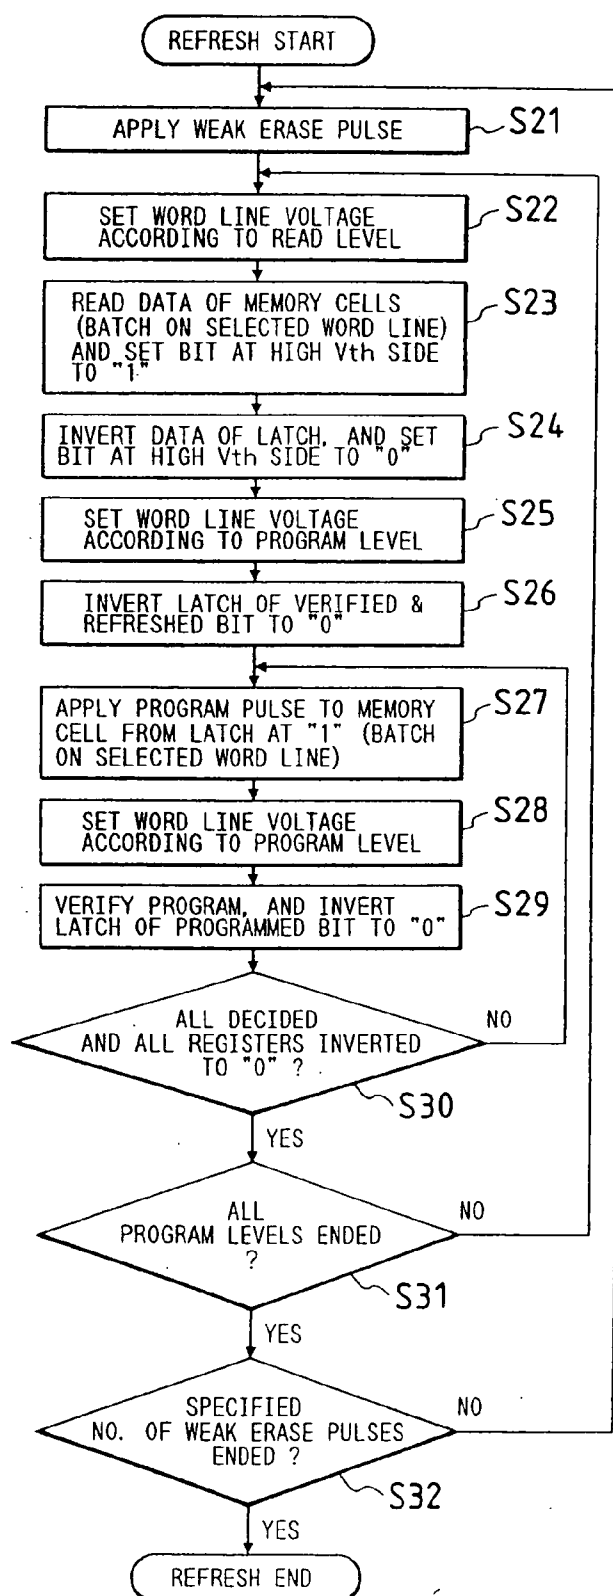 REFRESH START
APPLY WEAK ERASE PULSE
S21
SET WORD LINE VOLTAGE
ACCORDING TO READ LEVEL
S22
READ DATA OF MEMORY CELLS
(BATCH ON SELECTED WORD LINE)
AND SET BIT AT HIGH Vth SIDE
TO "1"
S23
INVERT DATA OF LATCH, AND SET
BIT AT HIGH Vth SIDE TO "0"
S24
SET WORD LINE VOLTAGE
ACCORDING TO PROGRAM LEVEL
S25
INVERT LATCH OF VERIFIED &
REFRESHED BIT TO "0"
S26
APPLY PROGRAM PULSE TO MEMORY
CELL FROM LATCH AT "1" (BATCH
ON SELECTED WORD LINE)
S27
SET WORD LINE VOLTAGE
ACCORDING TO PROGRAM LEVEL
S28
VERIFY PROGRAM, AND INVERT
LATCH OF PROGRAMMED BIT TO "0"
S29
ALL DECIDED
AND ALL REGISTERS INVERTED
TO "0" ?
NO
S30
YES
ALL
PROGRAM LEVELS ENDED
?
NO
S31
YES
SPECIFIED
NO. OF WEAK ERASE PULSES
ENDED ?
NO
S32
YES
REFRESH END